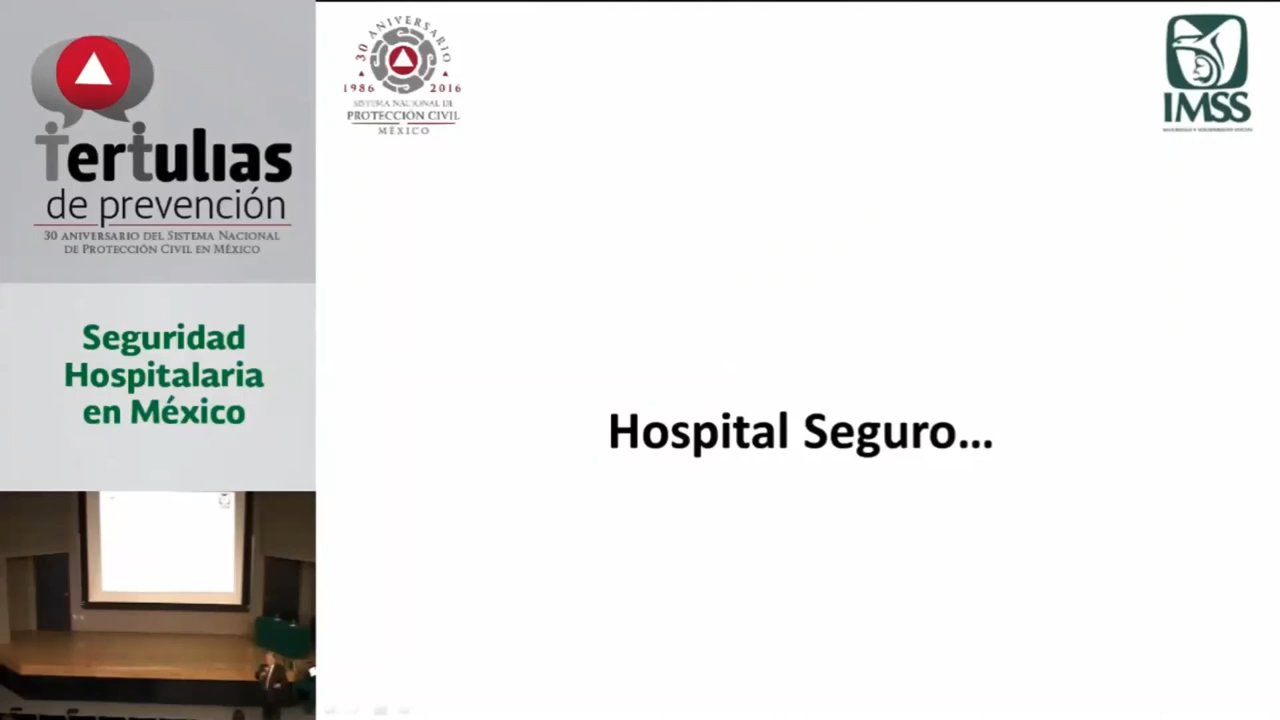 Tertulias
de prevención
30 ANIVERSARIO DEL SISTEMA NACIONAL
DE PROTECCIÓN CIVIL EN MÉXICO
Seguridad
Hospitalaria
en México
30 ANIVERSARIO
1986 2016
SISTEMA NACIONAL DE
PROTECCIÓN CIVIL
MÉXICO
IMSS
Hospital Seguro...